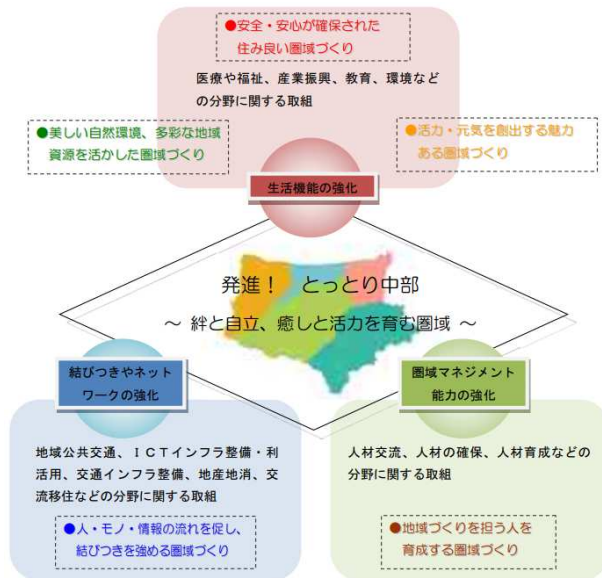 ●安全・安心が確保された
住み良い圏域づくり
医療や福祉、産業振興、教育、環境など
の分野に関する取組
●美しい自然環境、多彩な地域
資源を活かした圏域づくり
●活力・元気を創出する魅力
ある圏域づくり
生活機能の強化
発進! とっとり中部
～ 絆と自立、癒しと活力を育む圏域 ～
結びつきやネット
ワークの強化
圏域マネジメント
能力の強化
地域公共交通、ICTインフラ整備・利
活用、交通インフラ整備、地産地消、交
流移住などの分野に関する取組
●人・モノ・情報の流れを促し、
結びつきを強める圏域づくり
人材交流、人材の確保、人材育成などの
分野に関する取組
●地域づくりを担う人を
育成する圏域づくり